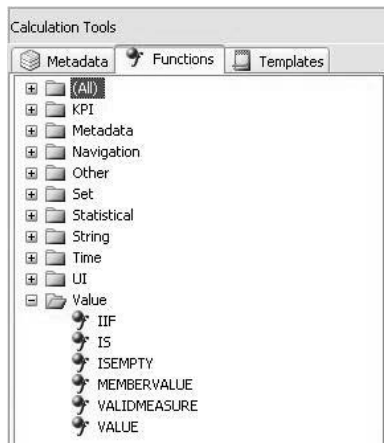 Calculation Tools
Metadata Functions Templates
(All)
KPI
Metadata
Navigation
Other
Set
Statistical
String
Time
UI
Value
IIF
IS
ISEMPTY
MEMBERVALUE
VALIDMEASURE
VALUE